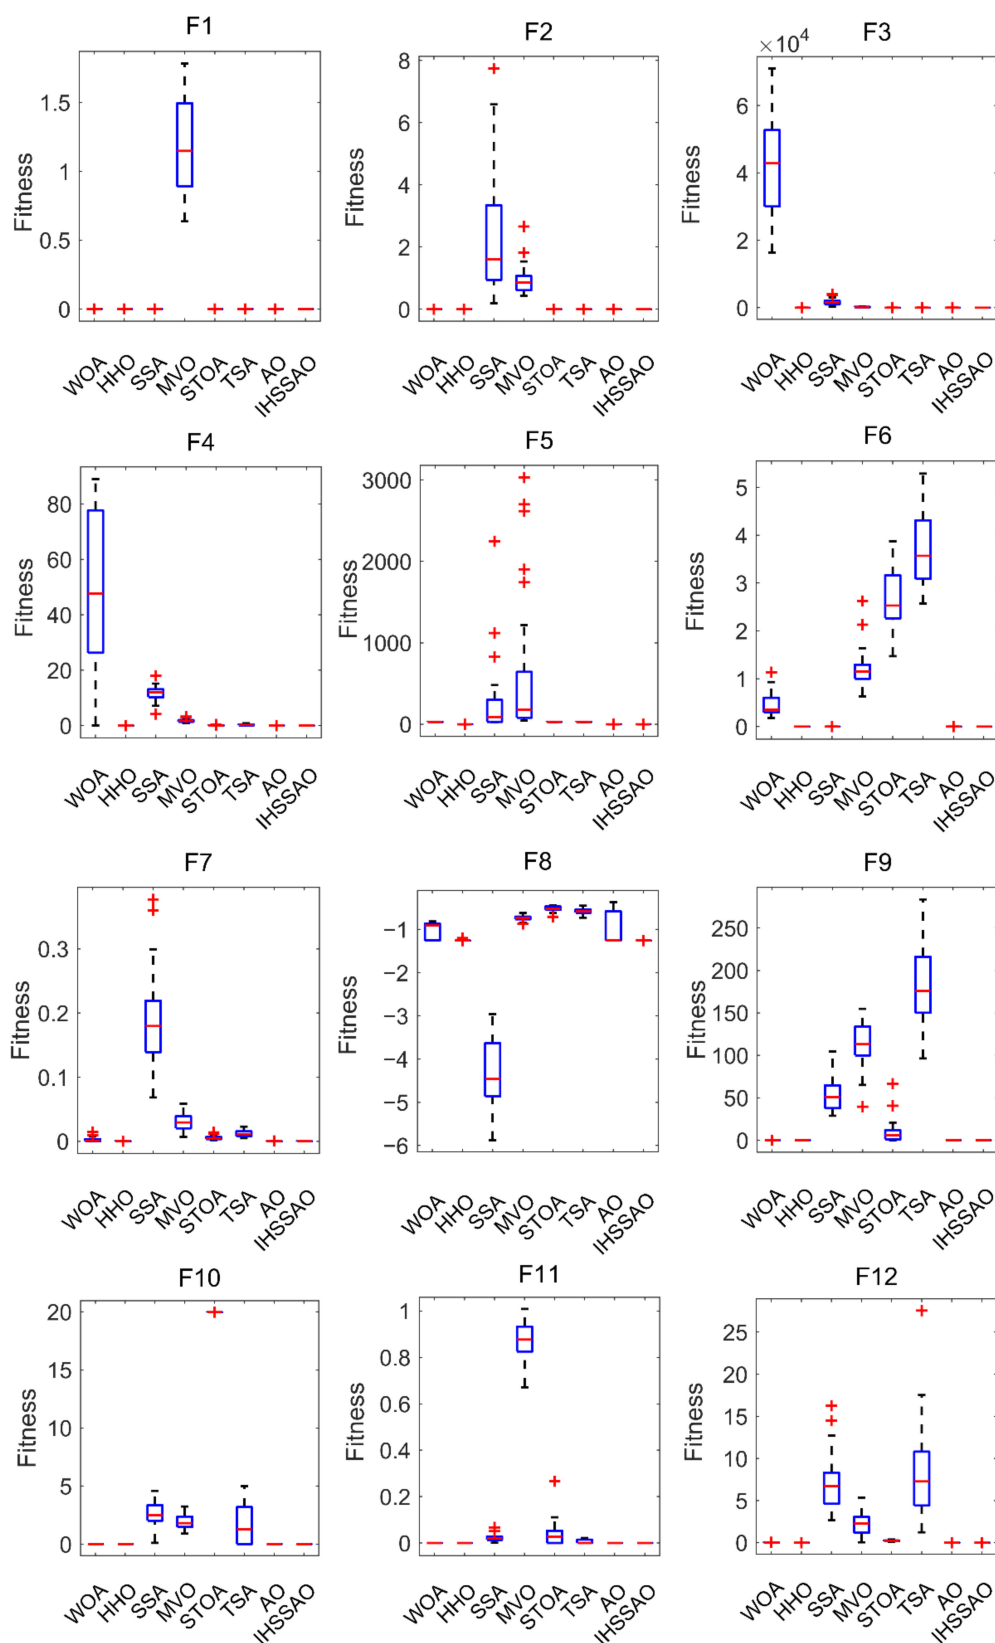 F1
F2
F3
Fitness
1.5
1
0.5
0
WOA
HHO
SSA
MVO
STOA
TSA
AO
IHSSAO
Fitness
8
6
4
2
0
WOA
HHO
SSA
MVO
STOA
TSA
AO
IHSSAO
×10⁴
Fitness
6
4
2
0
WOA
HHO
SSA
MVO
STOA
TSA
AO
IHSSAO
F4
F5
F6
Fitness
80
60
40
20
0
WOA
HHO
SSA
MVO
STOA
TSA
AO
IHSSAO
Fitness
3000
2000
1000
0
WOA
HHO
SSA
MVO
STOA
TSA
AO
IHSSAO
Fitness
5
4
3
2
1
0
WOA
HHO
SSA
MVO
STOA
TSA
AO
IHSSAO
F7
F8
F9
Fitness
0.3
0.2
0.1
0
WOA
HHO
SSA
MVO
STOA
TSA
AO
IHSSAO
Fitness
−1
−2
−3
−4
−5
−6
WOA
HHO
SSA
MVO
STOA
TSA
AO
IHSSAO
Fitness
250
200
150
100
50
0
WOA
HHO
SSA
MVO
STOA
TSA
AO
IHSSAO
F10
F11
F12
Fitness
20
15
10
5
0
WOA
HHO
SSA
MVO
STOA
TSA
AO
IHSSAO
Fitness
1
0.8
0.6
0.4
0.2
0
WOA
HHO
SSA
MVO
STOA
TSA
AO
IHSSAO
Fitness
25
20
15
10
5
0
WOA
HHO
SSA
MVO
STOA
TSA
AO
IHSSAO